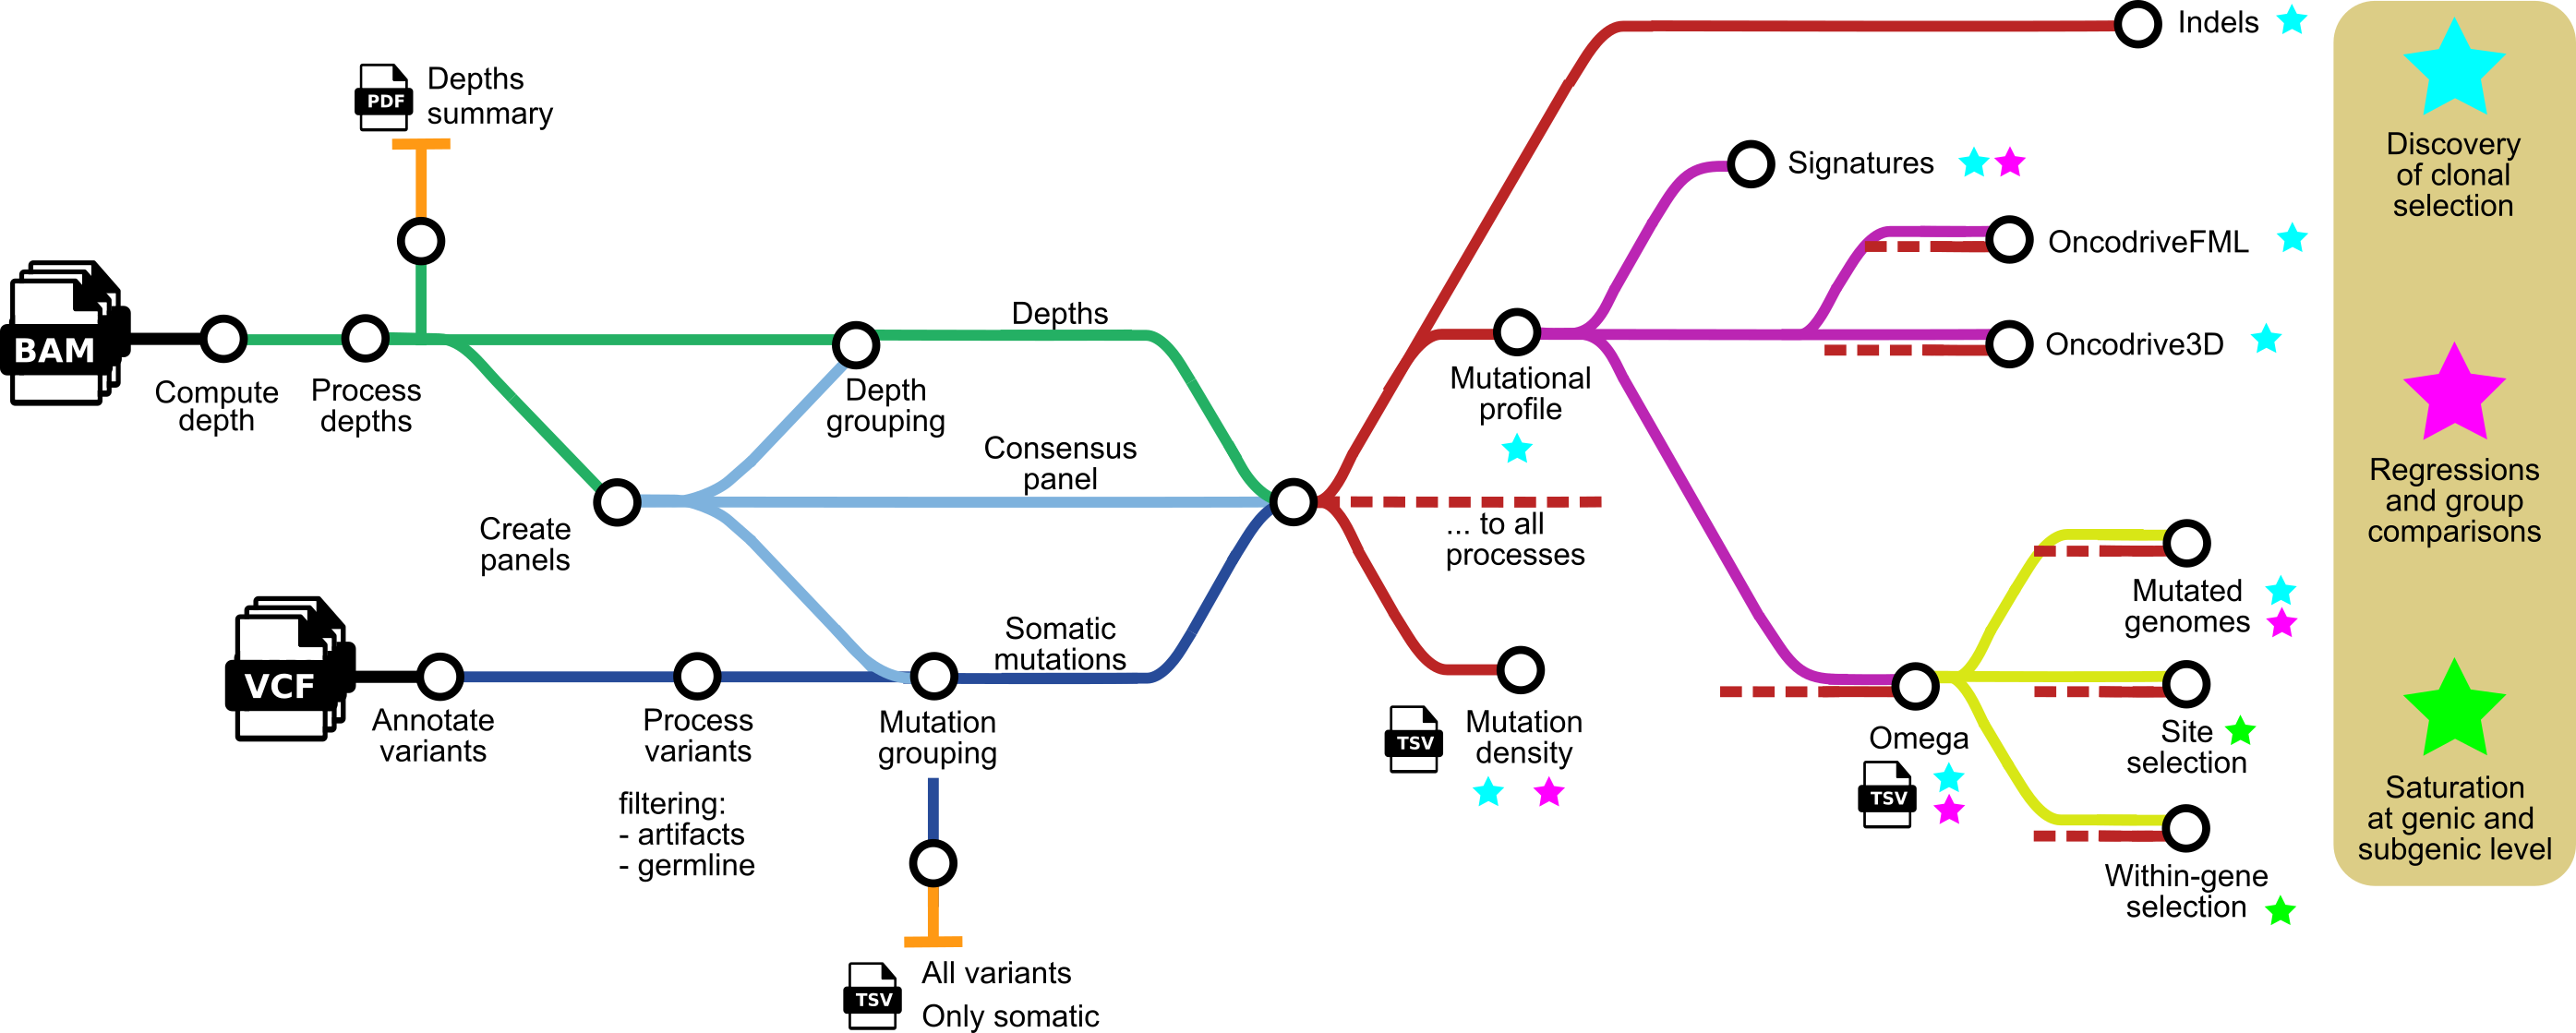 Indels
PDF
Depths
summary
Signatures
OncodriveFML
Oncodrive3D
BAM
Compute
depth
Process
depths
Depth
grouping
Depths
Consensus
panel
Create
panels
Mutational
profile
... to all
processes
VCF
Annotate
variants
Process
variants
filtering:
- artifacts
- germline
Mutation
grouping
Somatic
mutations
TSV
All variants
Only somatic
TSV
Mutation
density
Omega
TSV
Mutated
genomes
Site
selection
Within-gene
selection
Discovery
of clonal
selection
Regressions
and group
comparisons
Saturation
at genic and
subgenic level